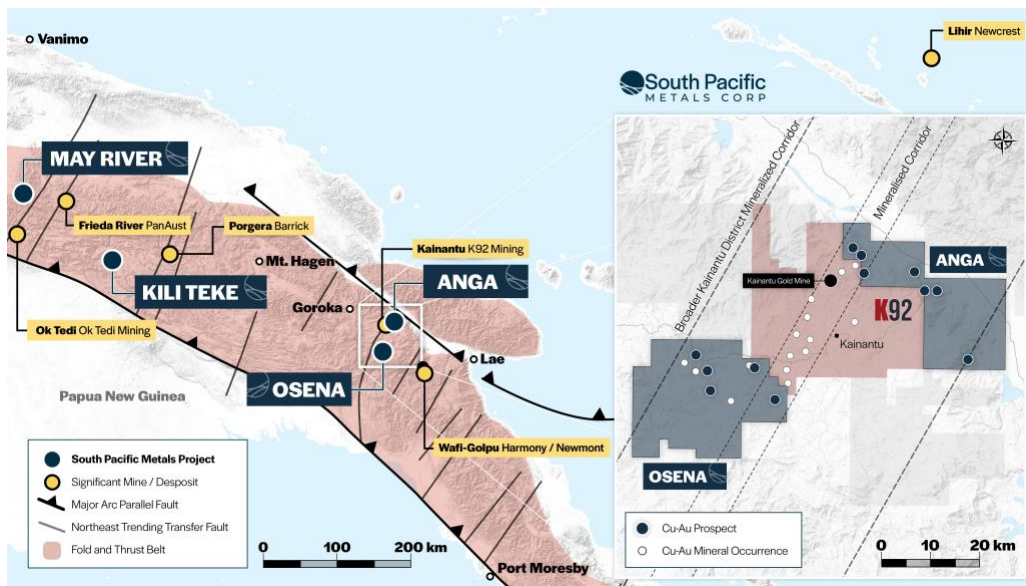 Vanimo
Lihir Newcrest
South Pacific
METALS CORP
MAY RIVER
Frieda River PanAust
Porgera Barrick
Mt. Hagen
Kainantu K92 Mining
ANGA
KILI TEKE
Goroka
Ok Tedi Ok Tedi Mining
Lae
OSENA
Papua New Guinea
Wafi-Golpu Harmony / Newmont
South Pacific Metals Project
Significant Mine / Desposit
Major Arc Parallel Fault
Northeast Trending Transfer Fault
Fold and Thrust Belt
0 100 200 km
Port Moresby
Broader Kainantu District Mineralized Corridor
Mineralised Corridor
ANGA
Kainantu Gold Mine
K92
Kainantu
OSENA
Cu-Au Prospect
Cu-Au Mineral Occurrence
0 10 20 km